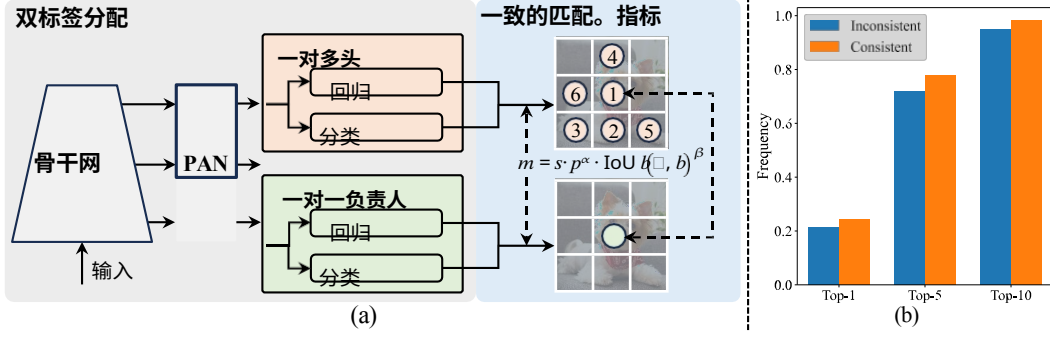 双标签分配
一致的匹配。指标
一对多头
回归
分类
骨干网
PAN
一对一负责人
回归
分类
输入
4
6 1
3 2 5
m = s · p^α · IoU b(□, b)^β
(a)
Frequency
1.0
0.8
0.6
0.4
0.2
0.0
Inconsistent
Consistent
Top-1 Top-5 Top-10
(b)